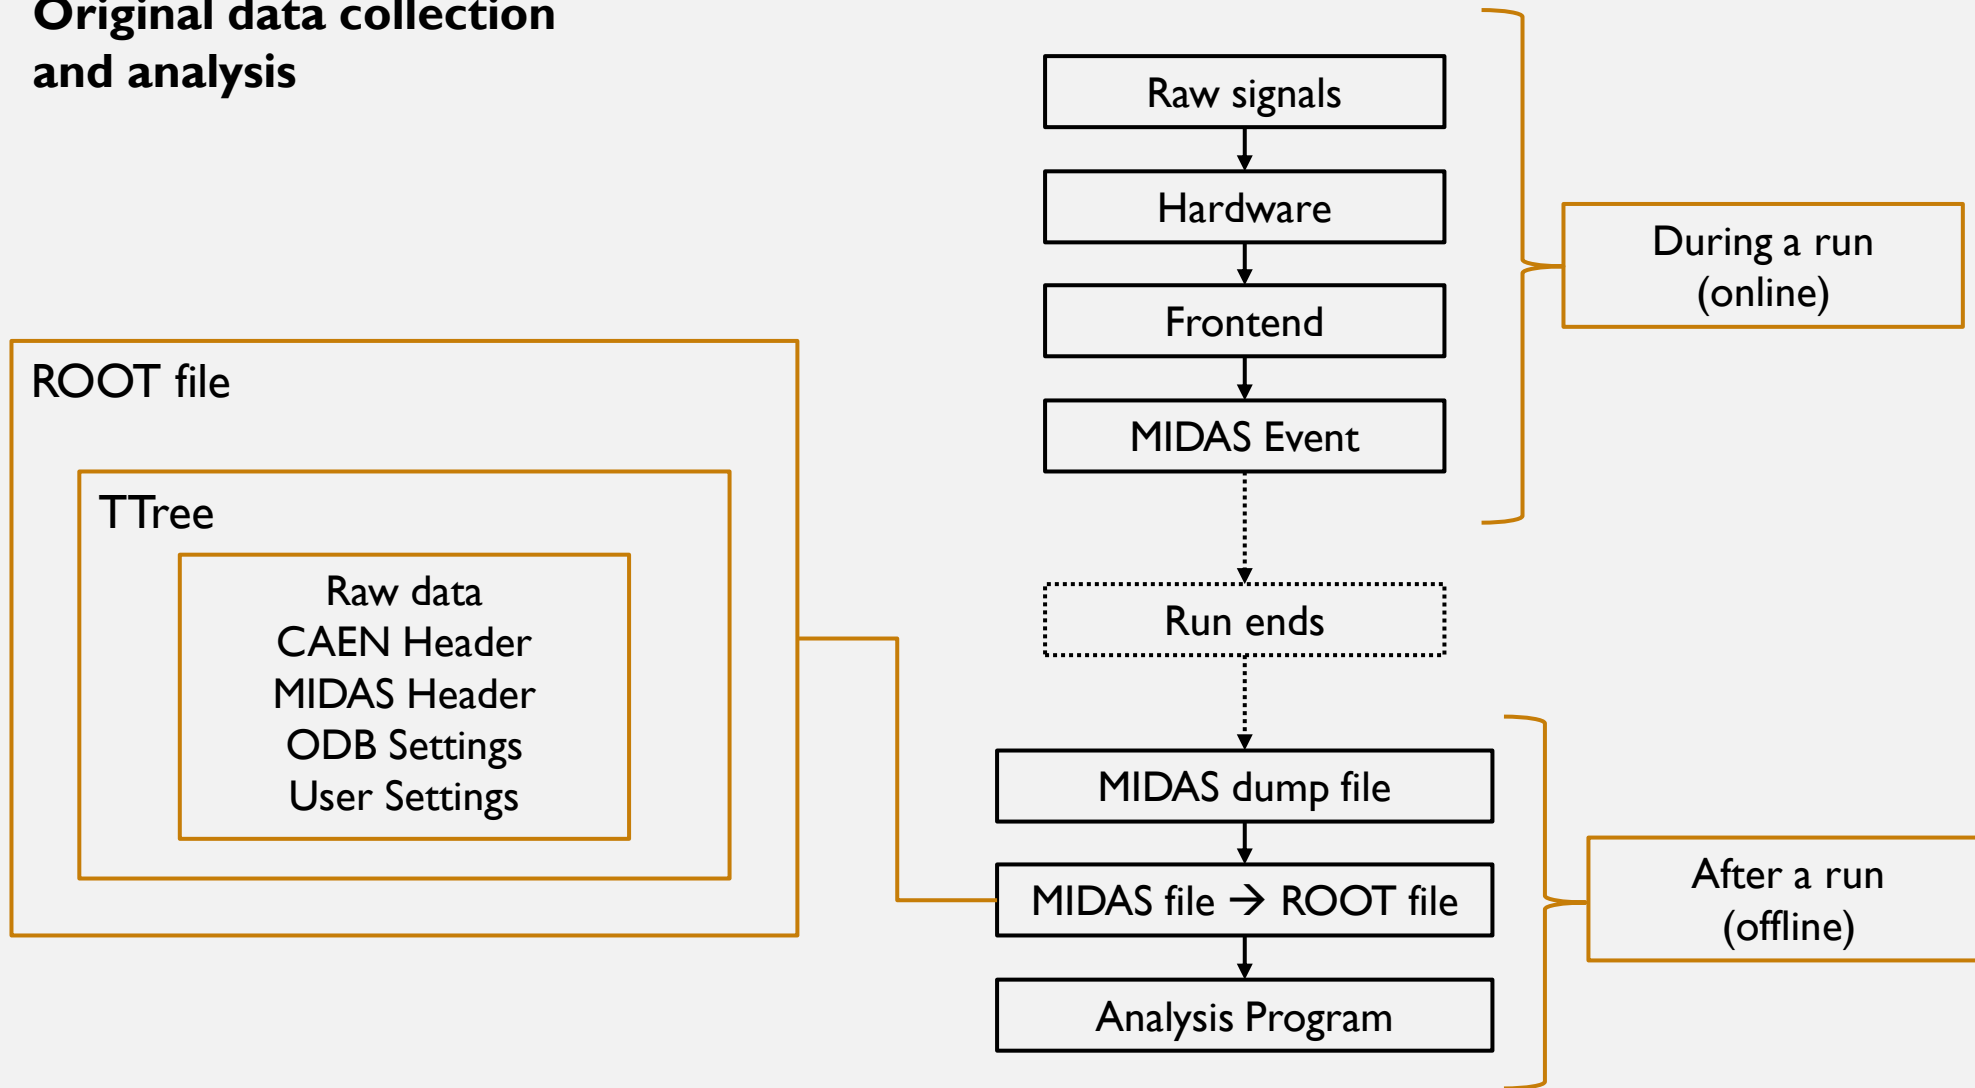 Original data collection
and analysis
Raw signals
Hardware
Frontend
MIDAS Event
During a run
(online)
Run ends
ROOT file
TTree
Raw data
CAEN Header
MIDAS Header
ODB Settings
User Settings
MIDAS dump file
MIDAS file → ROOT file
Analysis Program
After a run
(offline)